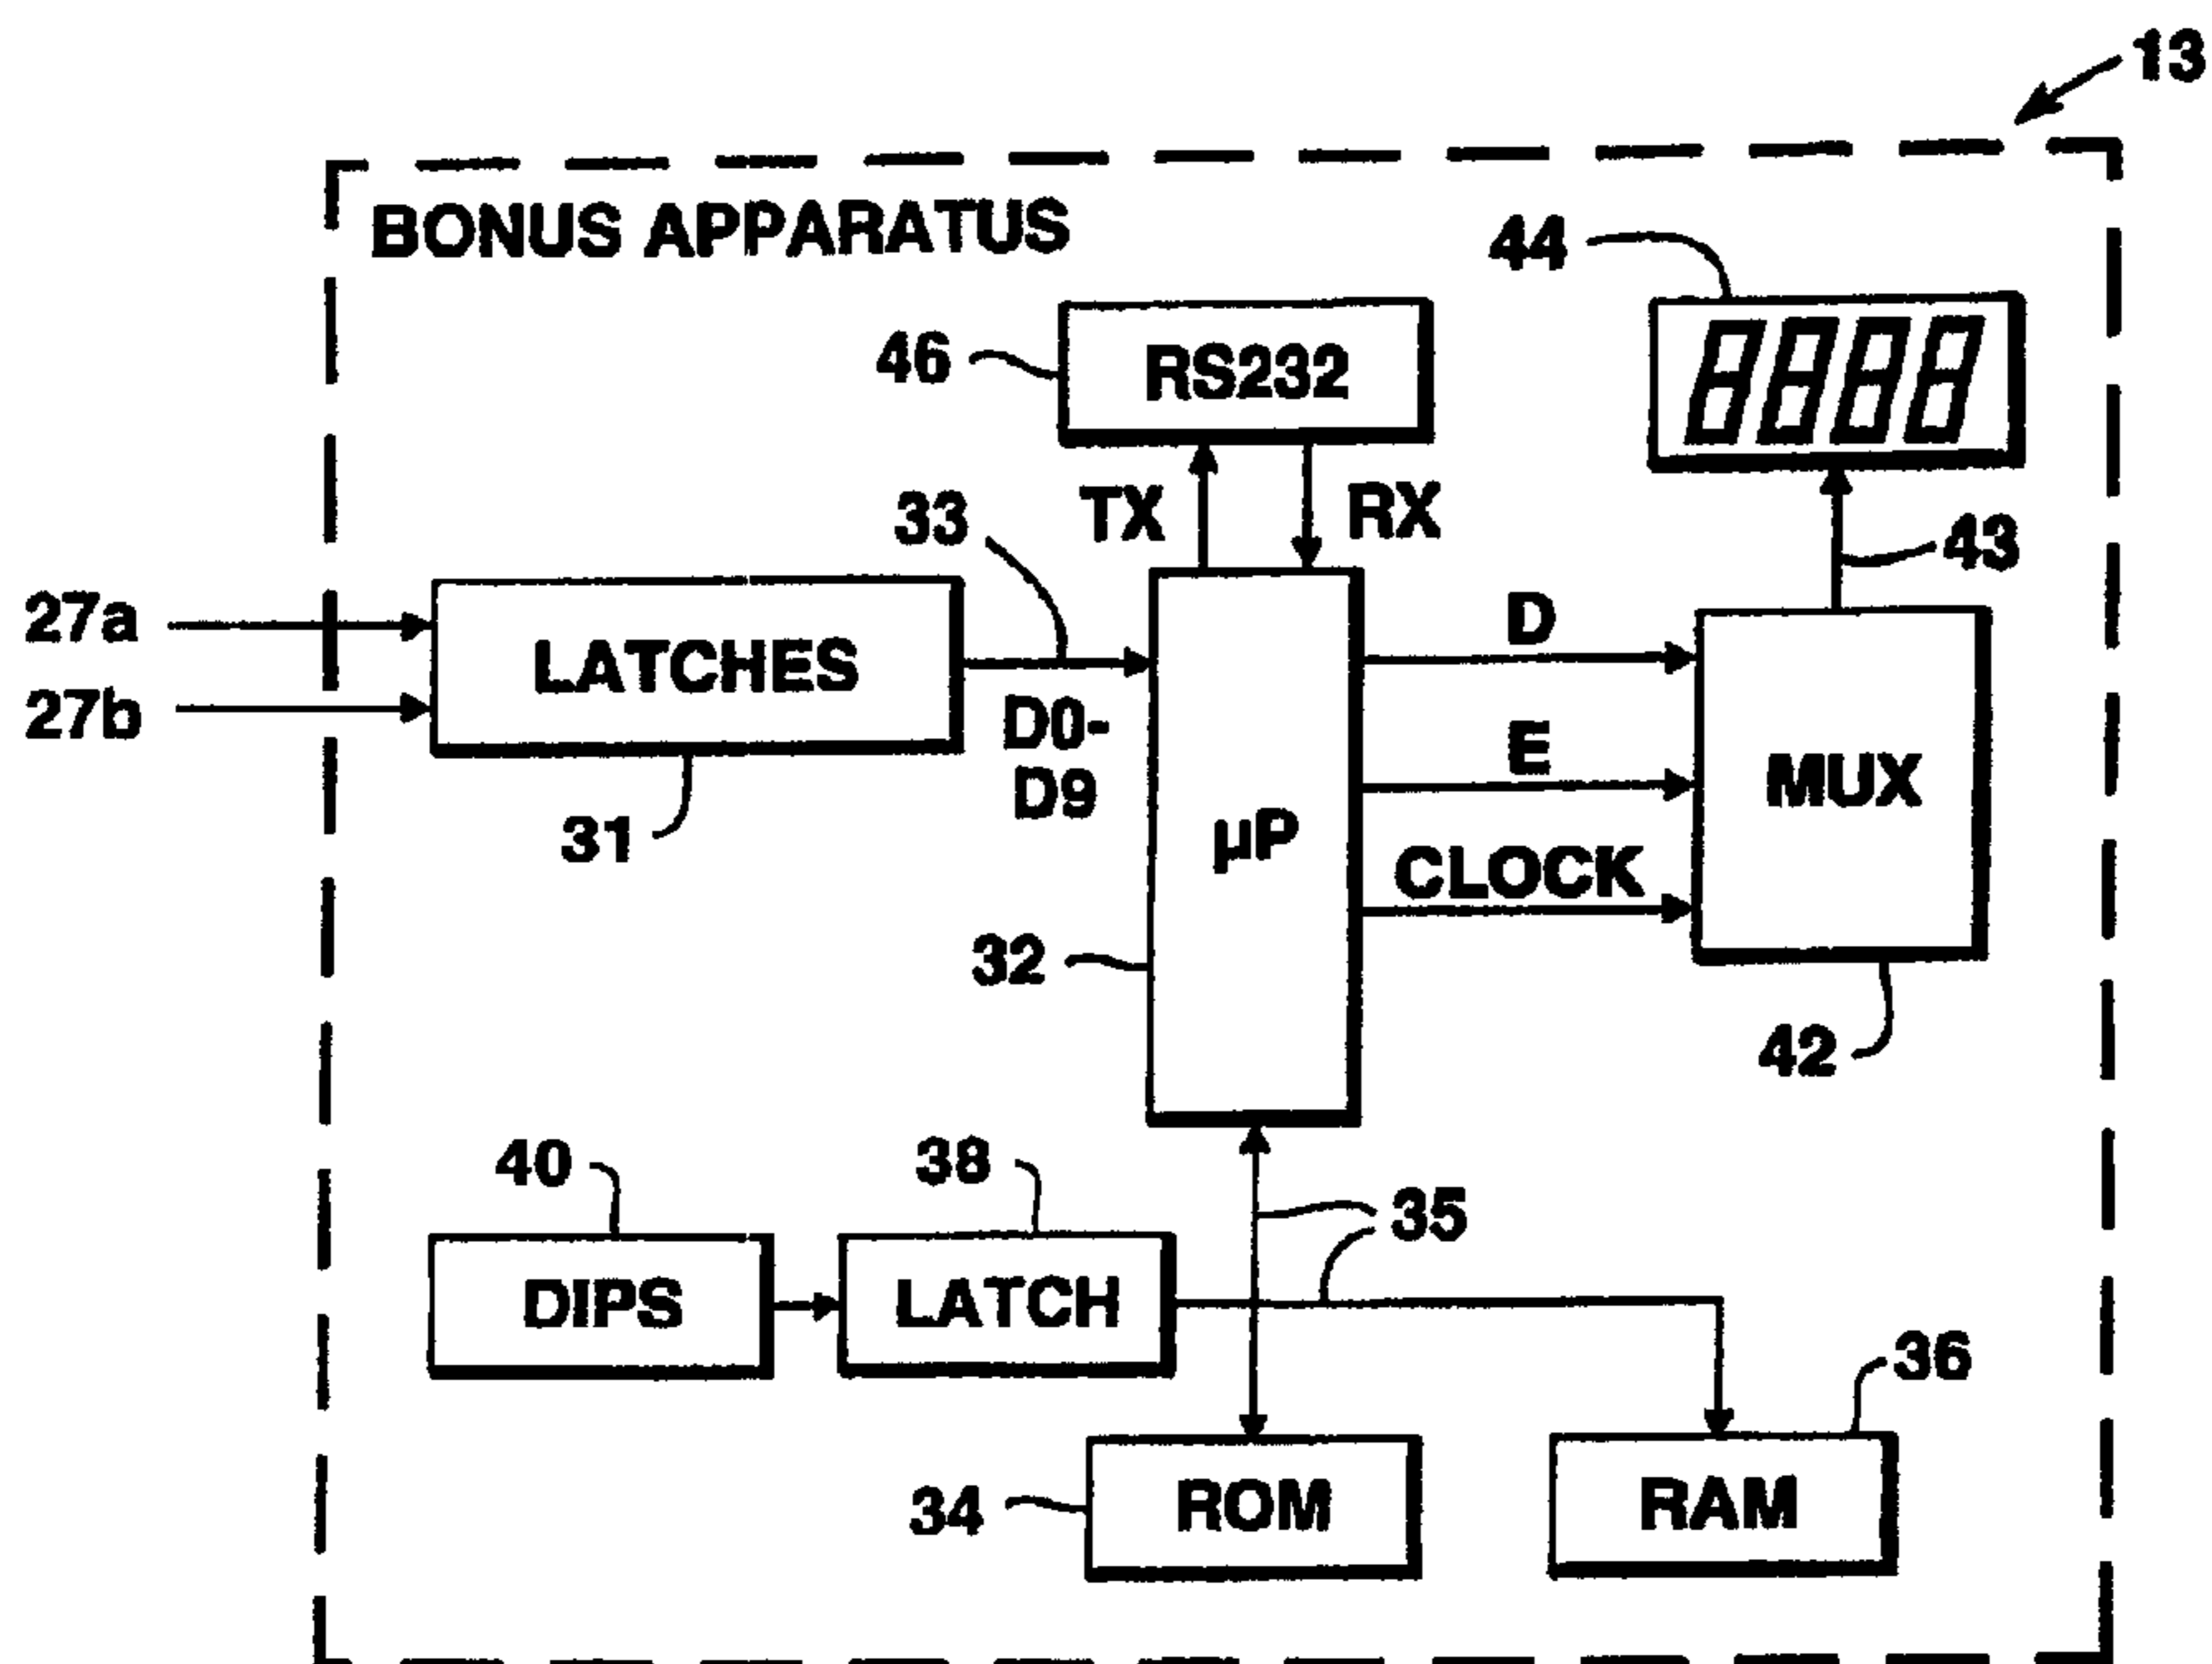 13
BONUS APPARATUS
44
46
RS232
8888
33
TX
RX
43
27a
LATCHES
D
27b
D0-
D9
E
MUX
31
µP
CLOCK
32
42
40
38
35
DIPS
LATCH
36
34
ROM
RAM